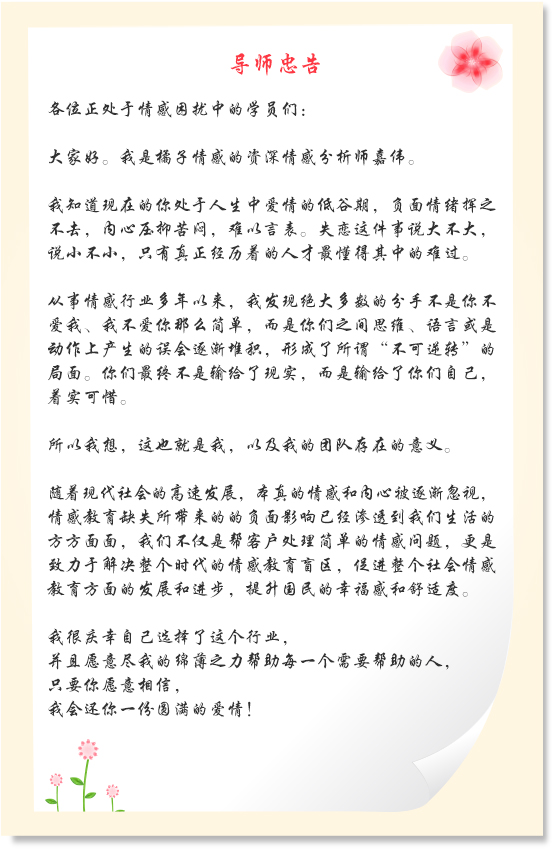 导师忠告
各位正处于情感困扰中的学员们：
大家好。我是橘子情感的资深情感分析师嘉伟。
我知道现在的你处于人生中爱情的低谷期，负面情绪挥之
不去，内心压抑苦闷，难以言表。失恋这件事说大不大，
说小不小，只有真正经历着的人才最懂得其中的难过。
从事情感行业多年以来，我发现绝大多数的分手不是你不
爱我、我不爱你那么简单，而是你们之间思维、语言或是
动作上产生的误会逐渐堆积，形成了所谓“不可逆转”的
局面。你们最终不是输给了现实，而是输给了你们自己，
着实可惜。
所以我想，这也就是我，以及我的团队存在的意义。
随着现代社会的高速发展，本真的情感和内心被逐渐忽视，
情感教育缺失所带来的的负面影响已经渗透到我们生活的
方方面面，我们不仅是帮客户处理简单的情感问题，更是
致力于解决整个时代的情感教育盲区，促进整个社会情感
教育方面的发展和进步，提升国民的幸福感和舒适度。
我很庆幸自己选择了这个行业，
并且愿意尽我的绵薄之力帮助每一个需要帮助的人，
只要你愿意相信，
我会还你一份圆满的爱情！